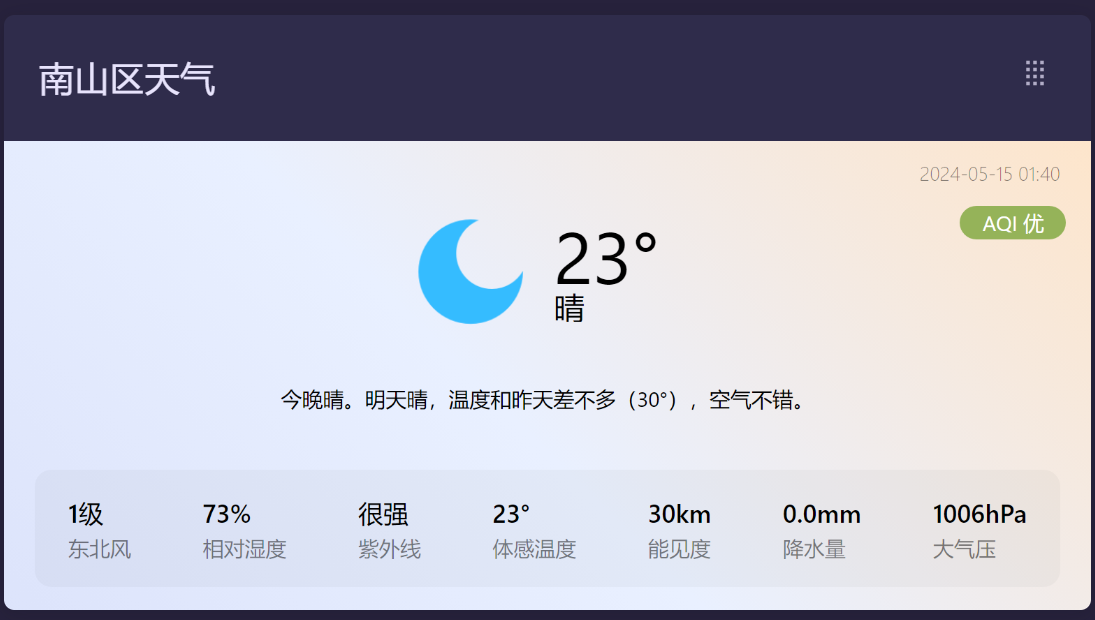 南山区天气
2024-05-15 01:40
AQI 优
23°
晴
今晚晴。明天晴，温度和昨天差不多（30°），空气不错。
1级 73% 很强 23° 30km 0.0mm 1006hPa
东北风 相对湿度 紫外线 体感温度 能见度 降水量 大气压